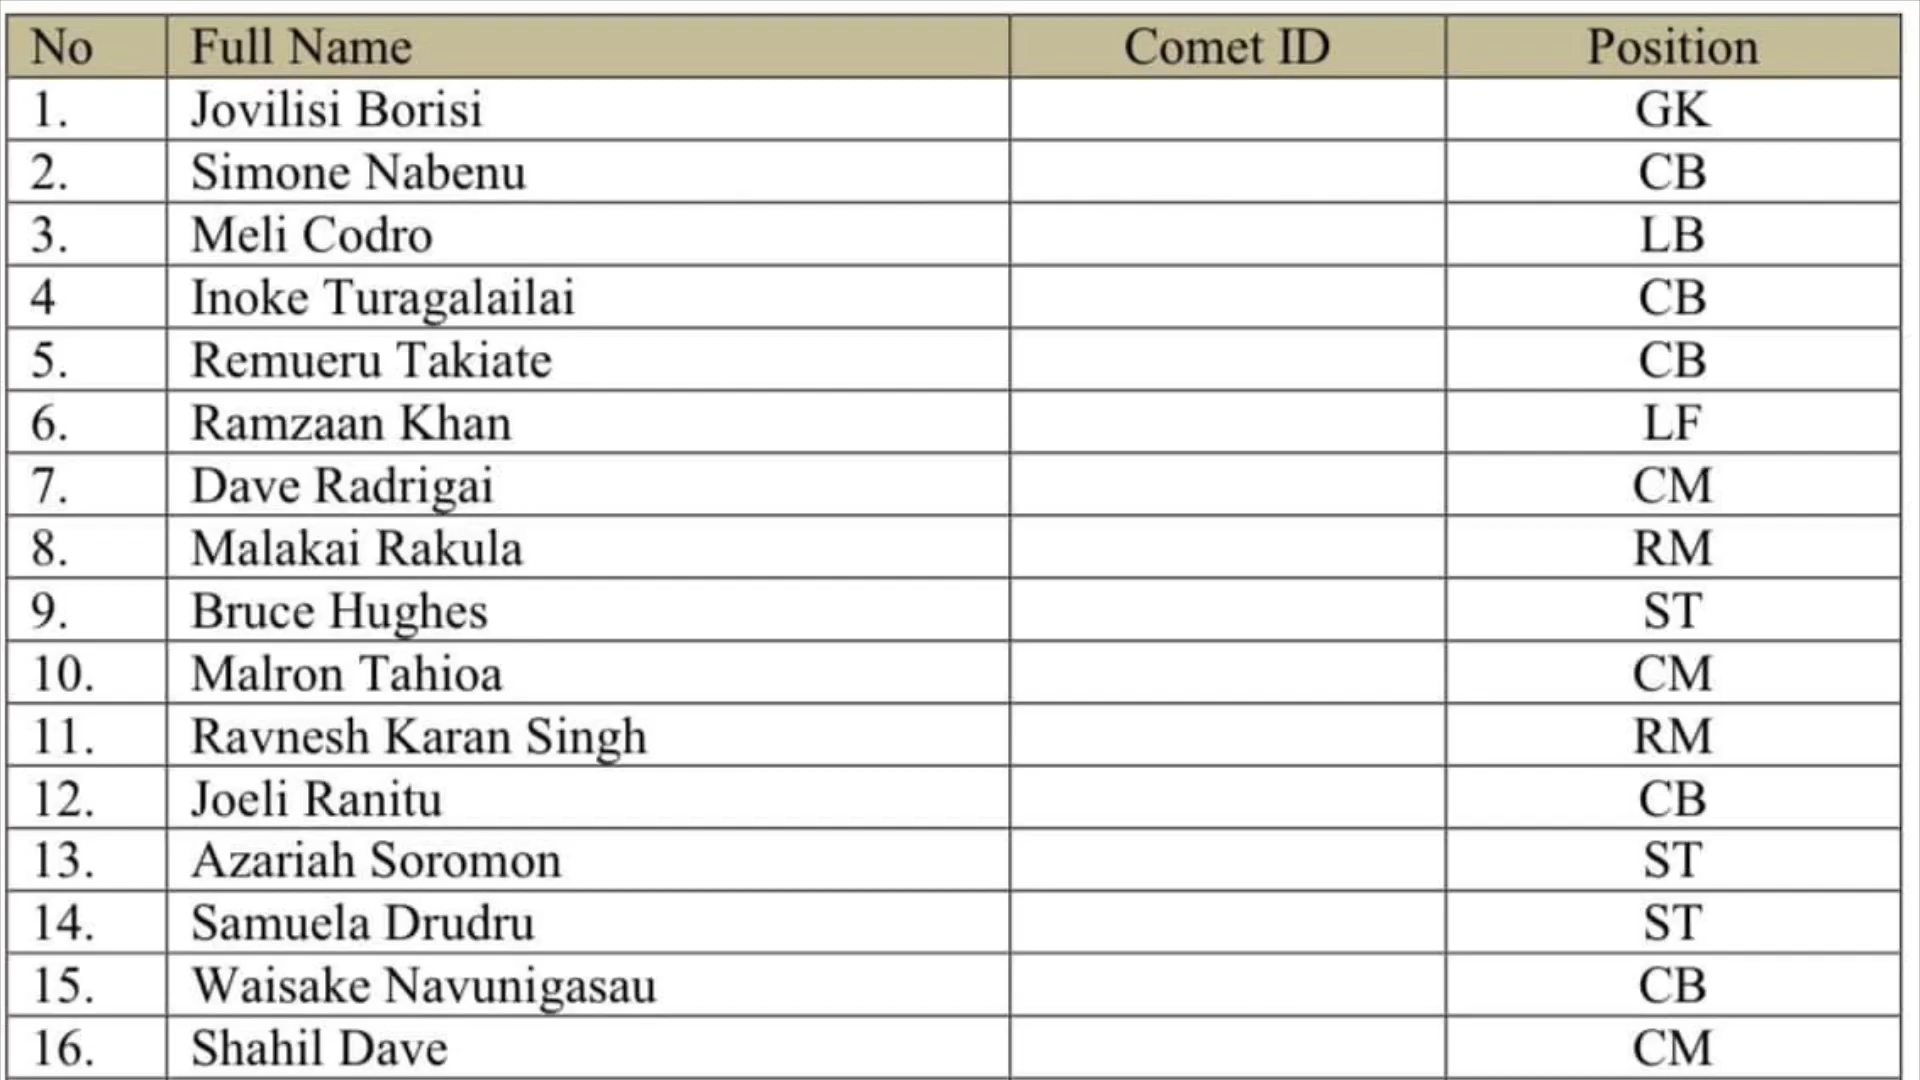 No Full Name Comet ID Position
1. Jovilisi Borisi GK
2. Simone Nabenu CB
3. Meli Codro LB
4 Inoke Turagalailai CB
5. Remueru Takiate CB
6. Ramzaan Khan LF
7. Dave Radrigai CM
8. Malakai Rakula RM
9. Bruce Hughes ST
10. Malron Tahioa CM
11. Ravnesh Karan Singh RM
12. Joeli Ranitu CB
13. Azariah Soromon ST
14. Samuela Drudru ST
15. Waisake Navunigasau CB
16. Shahil Dave CM